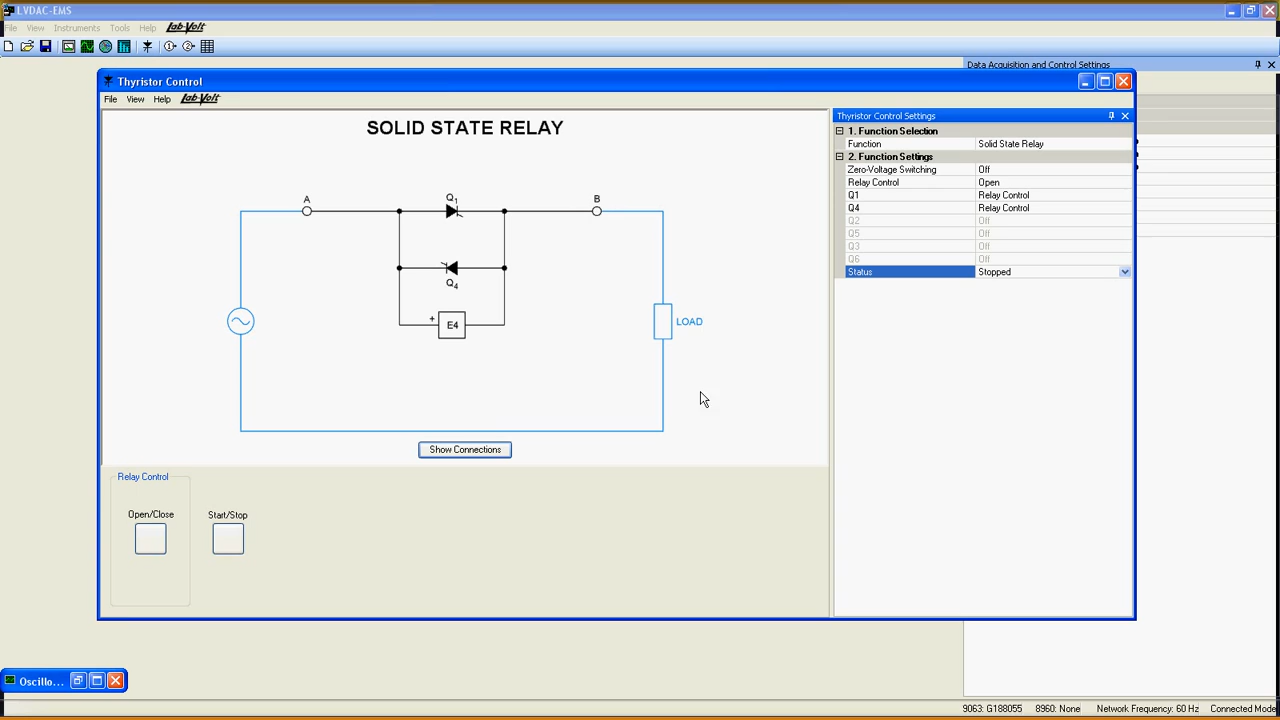 LVDAC-EMS
File View Instruments Tools Help Lab-Volt
Data Acquisition and Control Settings
Thyristor Control
File View Help Lab-Volt
SOLID STATE RELAY
A
Q1
B
Q4
+
E4
LOAD
Show Connections
Relay Control
Open/Close
Start/Stop
Thyristor Control Settings
1. Function Selection
Function Solid State Relay
2. Function Settings
Zero-Voltage Switching Off
Relay Control Open
Q1 Relay Control
Q4 Relay Control
Q2 Off
Q5 Off
Q3 Off
Q6 Off
Status Stopped
Oscillo...
9063: G188055 8960: None Network Frequency: 60 Hz Connected Mode